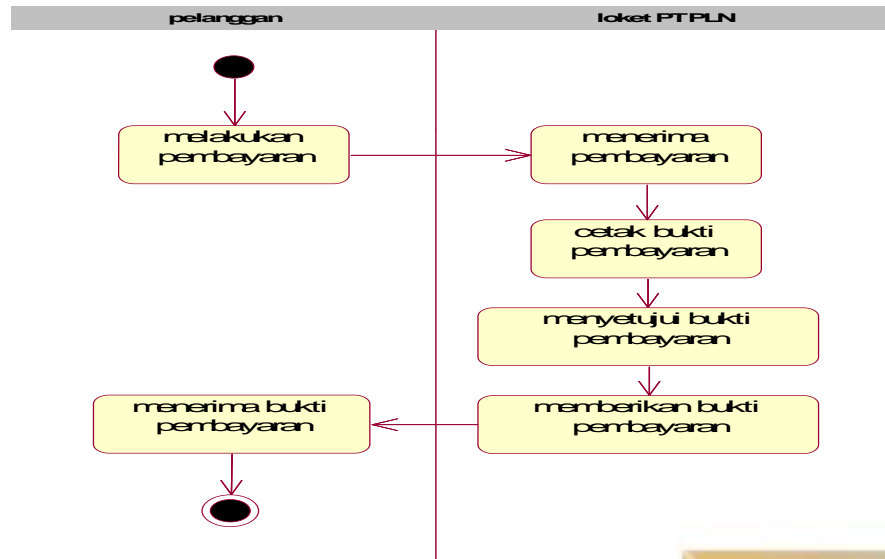 pelanggan
loket PT PLN
melakukan
pembayaran
menerima
pembayaran
cetak bukti
pembayaran
menyetujui bukti
pembayaran
memberikan bukti
pembayaran
menerima bukti
pembayaran